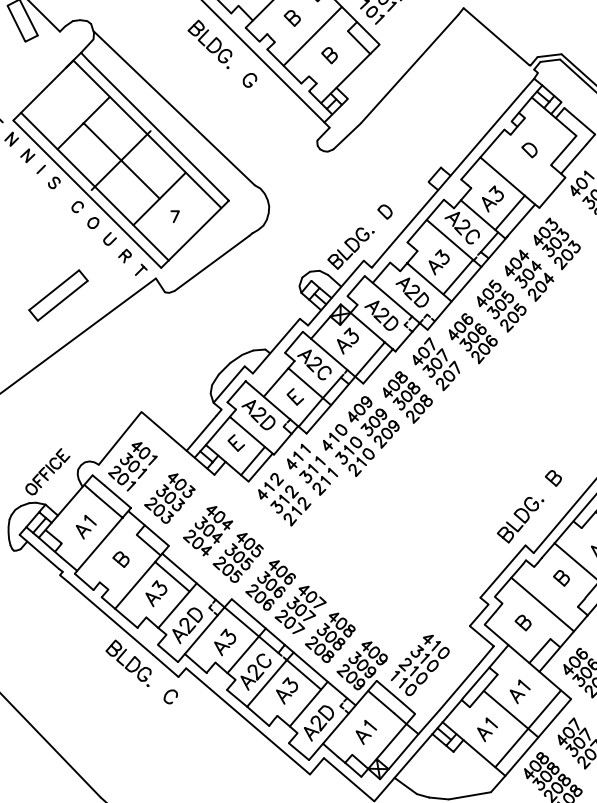 BLDG. G
B
B
NNIS COURT
7
BLDG. D
D
A3
A2C
A3
A2D
A2D
A3
A2C
E
A2D
E
401
403
303
203
404
304
204
405
305
205
406
306
206
407
307
207
408
308
208
409
309
209
410
310
210
411
311
211
412
312
212
OFFICE
401
301
201
403
303
203
404
304
204
405
305
205
406
306
206
407
307
207
408
308
208
409
309
209
410
310
210
110
A1
B
A3
A2D
A3
A2C
A3
A2D
A1
BLDG. C
BLDG. B
B
B
A1
A1
406
306
407
307
408
308
208